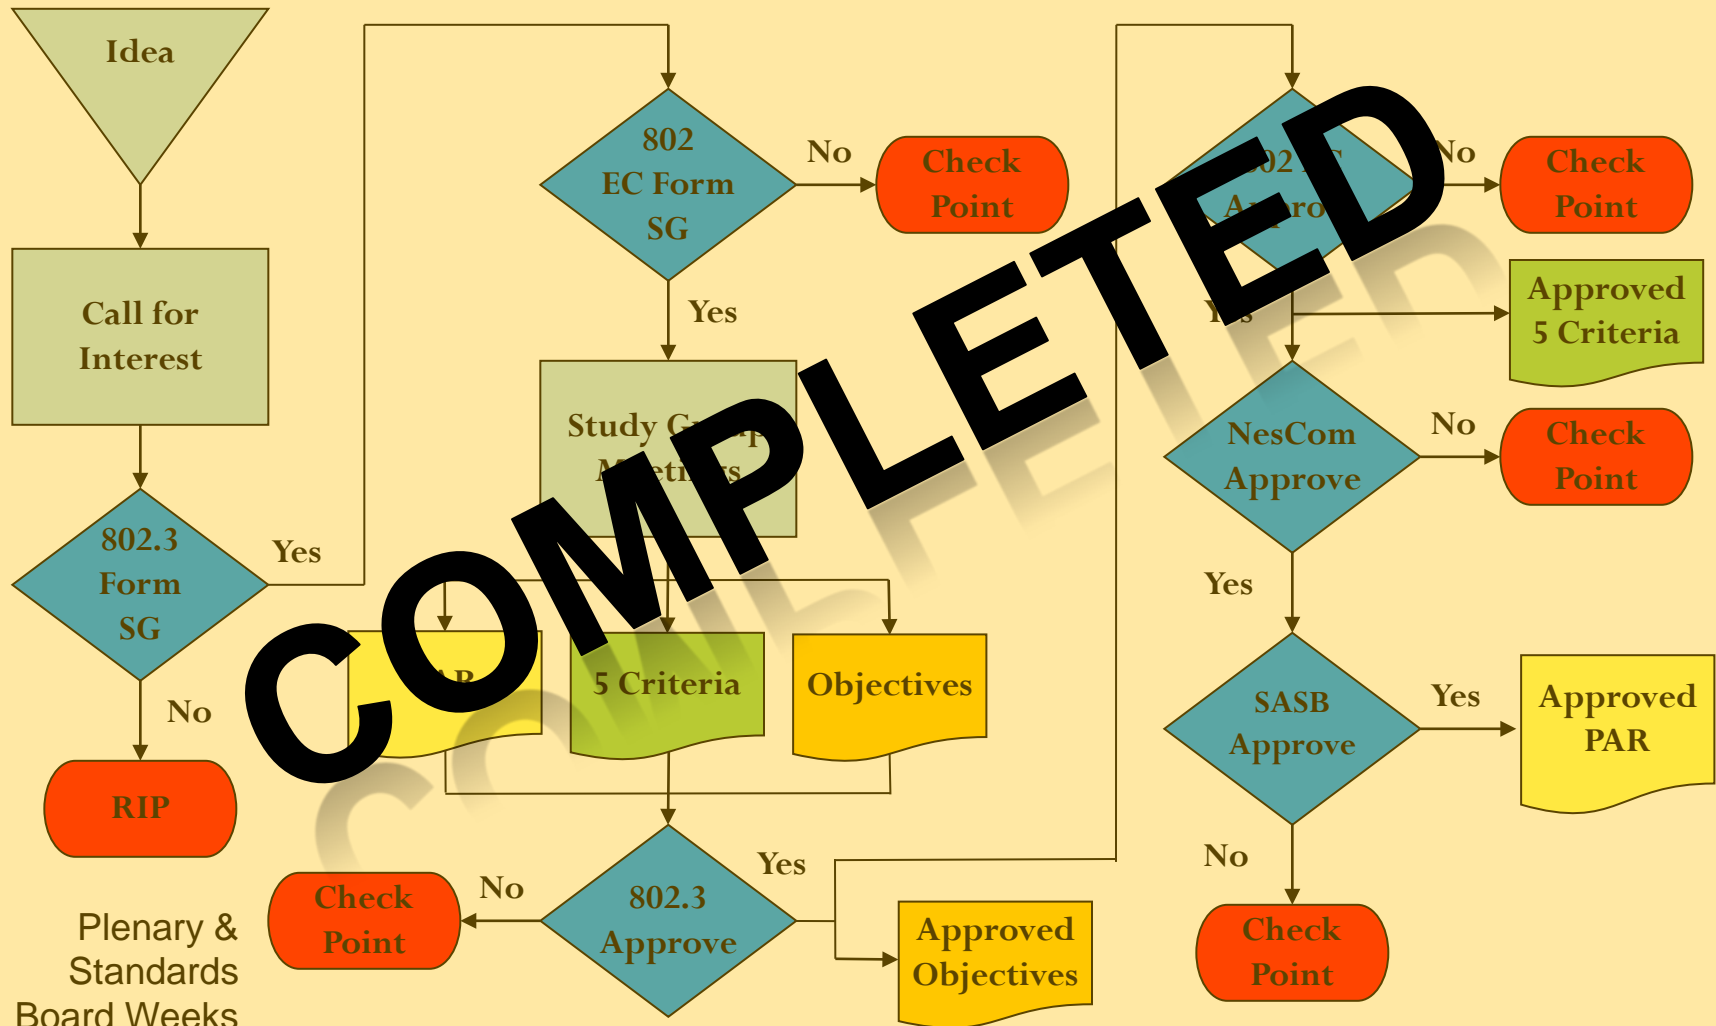 Idea
Call for
Interest
802.3
Form
SG
Yes
No
RIP
Plenary &
Standards
Board Weeks
802
EC Form
SG
No
Check
Point
Yes
Study
5 Criteria
Objectives
802.3
Approve
No
Check
Point
Yes
Approved
Objectives
No
Check
Point
Yes
Approved
5 Criteria
NesCom
Approve
No
Check
Point
Yes
SASB
Approve
Yes
Approved
PAR
No
Check
Point
COMPLETED